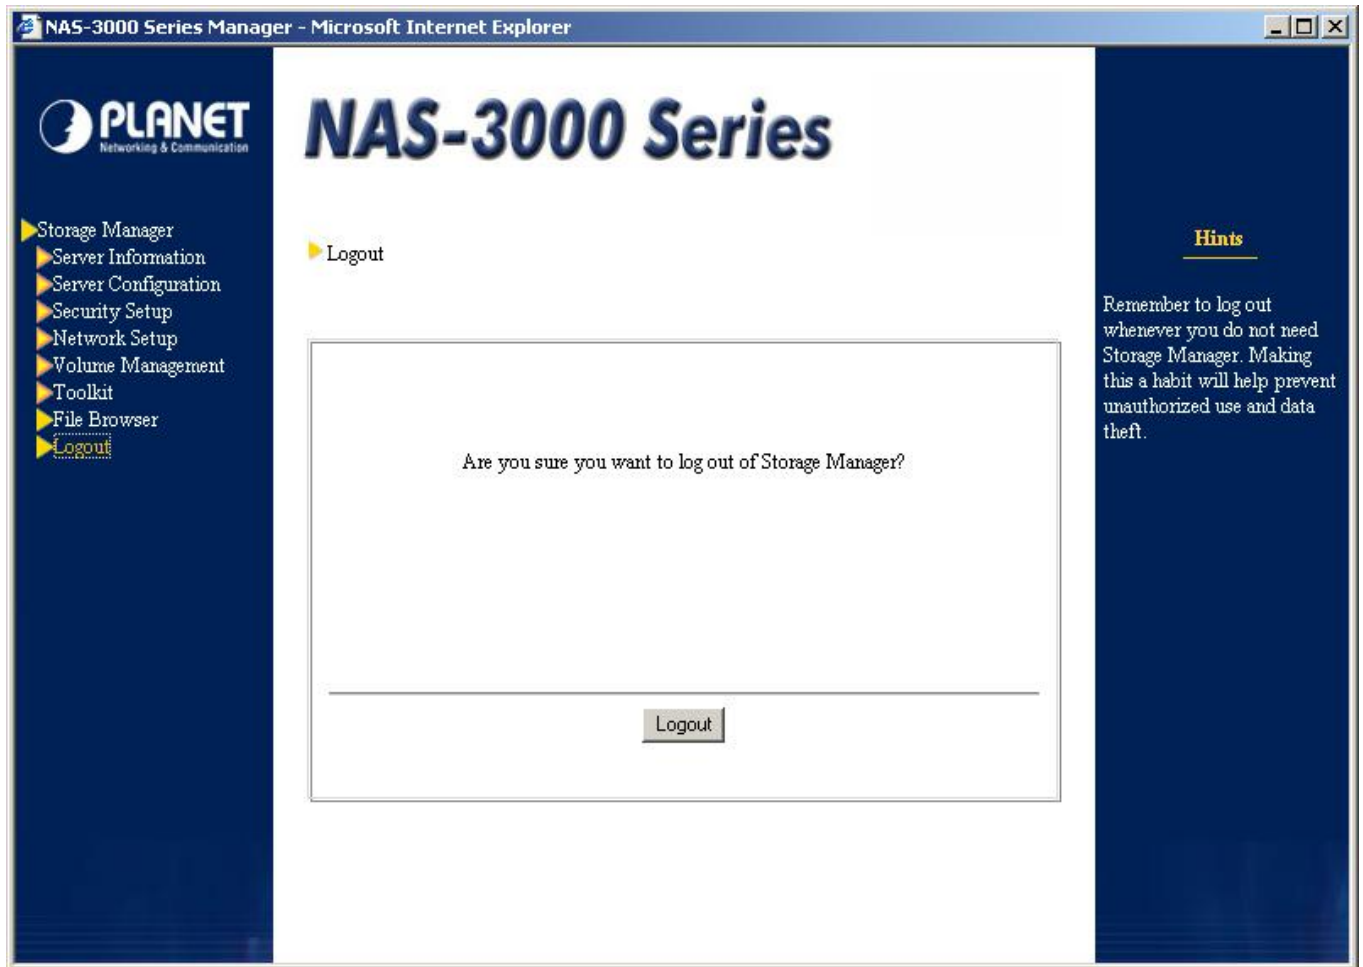 NAS-3000 Series Manager - Microsoft Internet Explorer
PLANET
Networking & Communication
NAS-3000 Series
Storage Manager
Server Information
Server Configuration
Security Setup
Network Setup
Volume Management
Toolkit
File Browser
Logout
Logout
Are you sure you want to log out of Storage Manager?
Logout
Hints
Remember to log out
whenever you do not need
Storage Manager. Making
this a habit will help prevent
unauthorized use and data
theft.